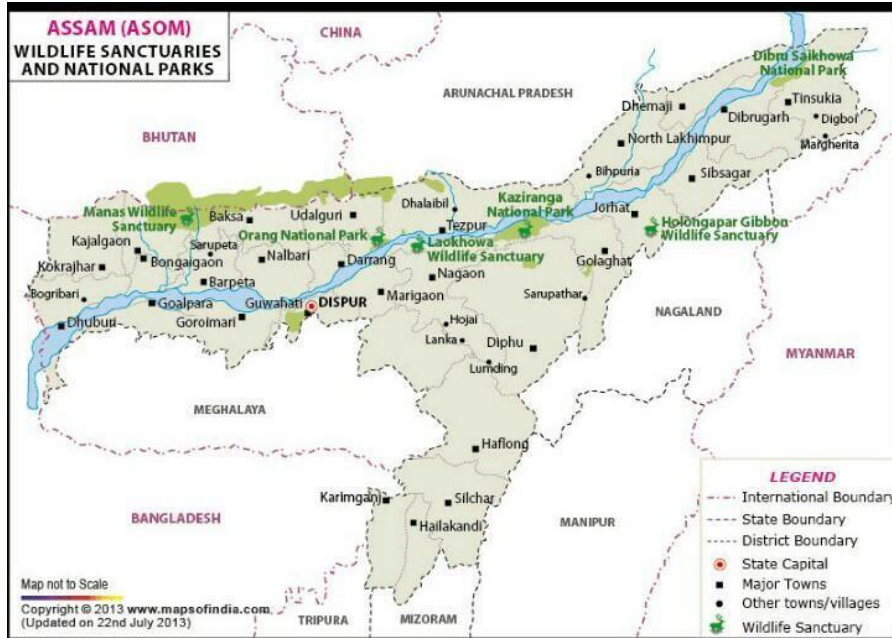 ASSAM (ASOM)
WILDLIFE SANCTUARIES
AND NATIONAL PARKS
CHINA
Dibru Saikhowa
National Park
ARUNACHAL PRADESH
Tinsukia
Dhemaji
Dibrugarh
Digboi
BHUTAN
North Lakhimpur
Margherita
Bihpuria
Sibsagar
Manas Wildlife
Sanctuary
Baksa
Udalguri
Dhalaibil
Kaziranga
National Park
Jorhat
Tezpur
Holongapar Gibbon
Wildlife Sanctuary
Orang National Park
Laokhowa
Wildlife Sanctuary
Kajalgaon
Sarupeta
Kokrajhar
Bongaigaon
Nalbari
Darrang
Golaghat
Nagaon
Barpeta
Bogribari
Goalpara
Guwahati
DISPUR
Marigaon
Sarupathar
Goroimari
Dhuburi
Hojai
NAGALAND
Lanka
Diphu
MYANMAR
Lumding
MEGHALAYA
Haflong
Karimganj
Silchar
BANGLADESH
Hailakandi
MANIPUR
TRIPURA
MIZORAM
LEGEND
International Boundary
State Boundary
District Boundary
State Capital
Major Towns
Other towns/villages
Wildlife Sanctuary
Map not to Scale
Copyright © 2013 www.mapsofindia.com
(Updated on 22nd July 2013)